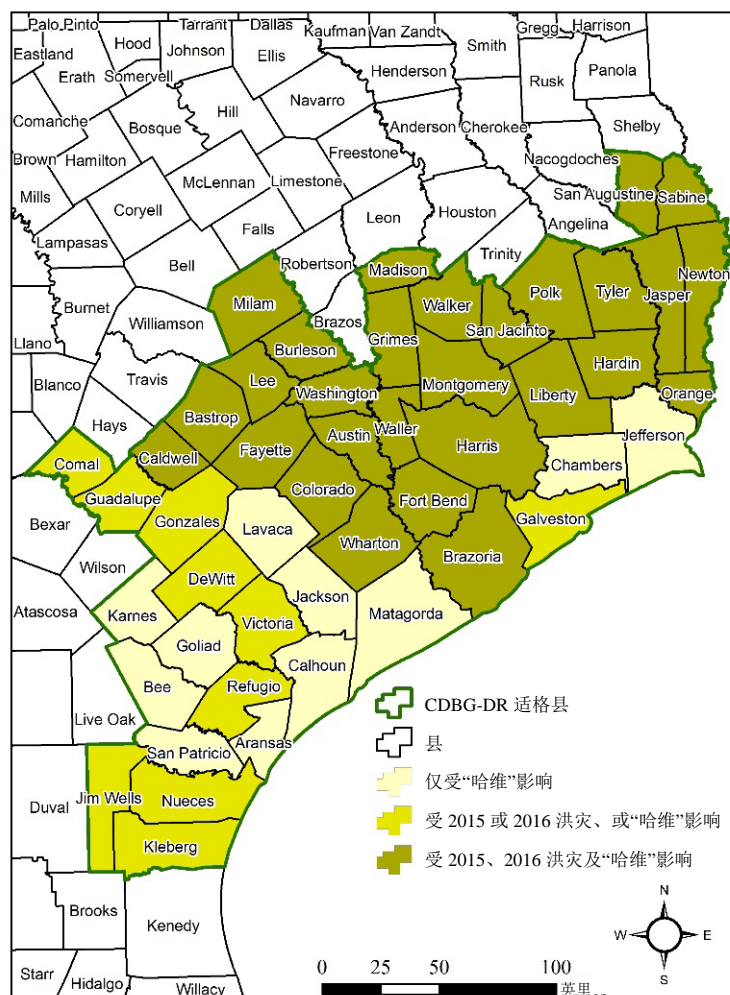 Palo Pinto
Tarrant
Dallas
Kaufman
Van Zandt
Gregg
Harrison
Eastland
Hood
Johnson
Ellis
Smith
Erath
Somervell
Henderson
Rusk
Panola
Comanche
Bosque
Hill
Navarro
Anderson
Cherokee
Shelby
Brown
Hamilton
Freestone
Nacogdoches
Mills
McLennan
Limestone
San Augustine
Sabine
Coryell
Leon
Houston
Angelina
Lampasas
Falls
Trinity
Bell
Robertson
Madison
Burnet
Milam
Walker
Polk
Tyler
Jasper
Newton
Williamson
Brazos
Grimes
San Jacinto
Llano
Burleson
Travis
Lee
Hardin
Blanco
Washington
Montgomery
Liberty
Orange
Hays
Bastrop
Austin
Waller
Harris
Jefferson
Comal
Caldwell
Fayette
Chambers
Guadalupe
Colorado
Fort Bend
Bexar
Gonzales
Lavaca
Galveston
Wilson
Wharton
Brazoria
DeWitt
Atascosa
Karnes
Victoria
Jackson
Matagorda
Goliad
Calhoun
Bee
Refugio
Live Oak
San Patricio
Aransas
Duval
Jim Wells
Nueces
Kleberg
Brooks
Kenedy
Starr
Hidalgo
Willacy
CDBG-DR 适格县
县
仅受“哈维”影响
受 2015 或 2016 洪灾、或“哈维”影响
受 2015、2016 洪灾及“哈维”影响
N
W
E
S
0 25 50 100
英里